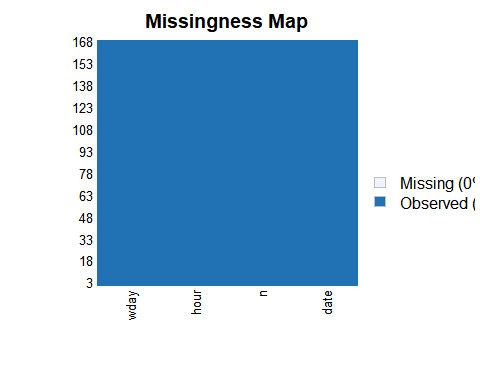 Missingness Map
168
153
138
123
108
93
78
63
48
33
18
3
wday
hour
n
date
Missing (0%
Observed (